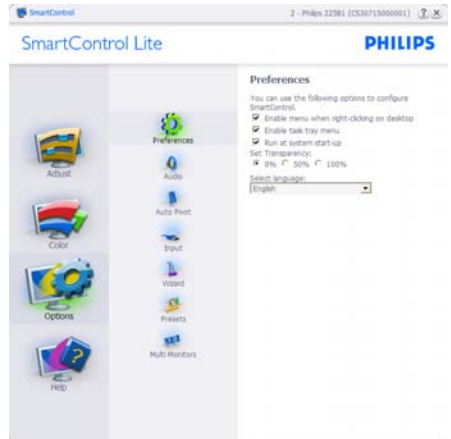 SmartControl
2 - Philips 225B1 (CS30715000001)
SmartControl Lite
PHILIPS
Adjust
Color
Options
Help
Preferences
Audio
Auto Pivot
Input
Wizard
Presets
Multi Monitors
Preferences
You can use the following options to configure
SmartControl.
Enable menu when right-clicking on desktop
Enable task tray menu
Run at system start-up
Set Transparency:
0% 50% 100%
Select language:
English